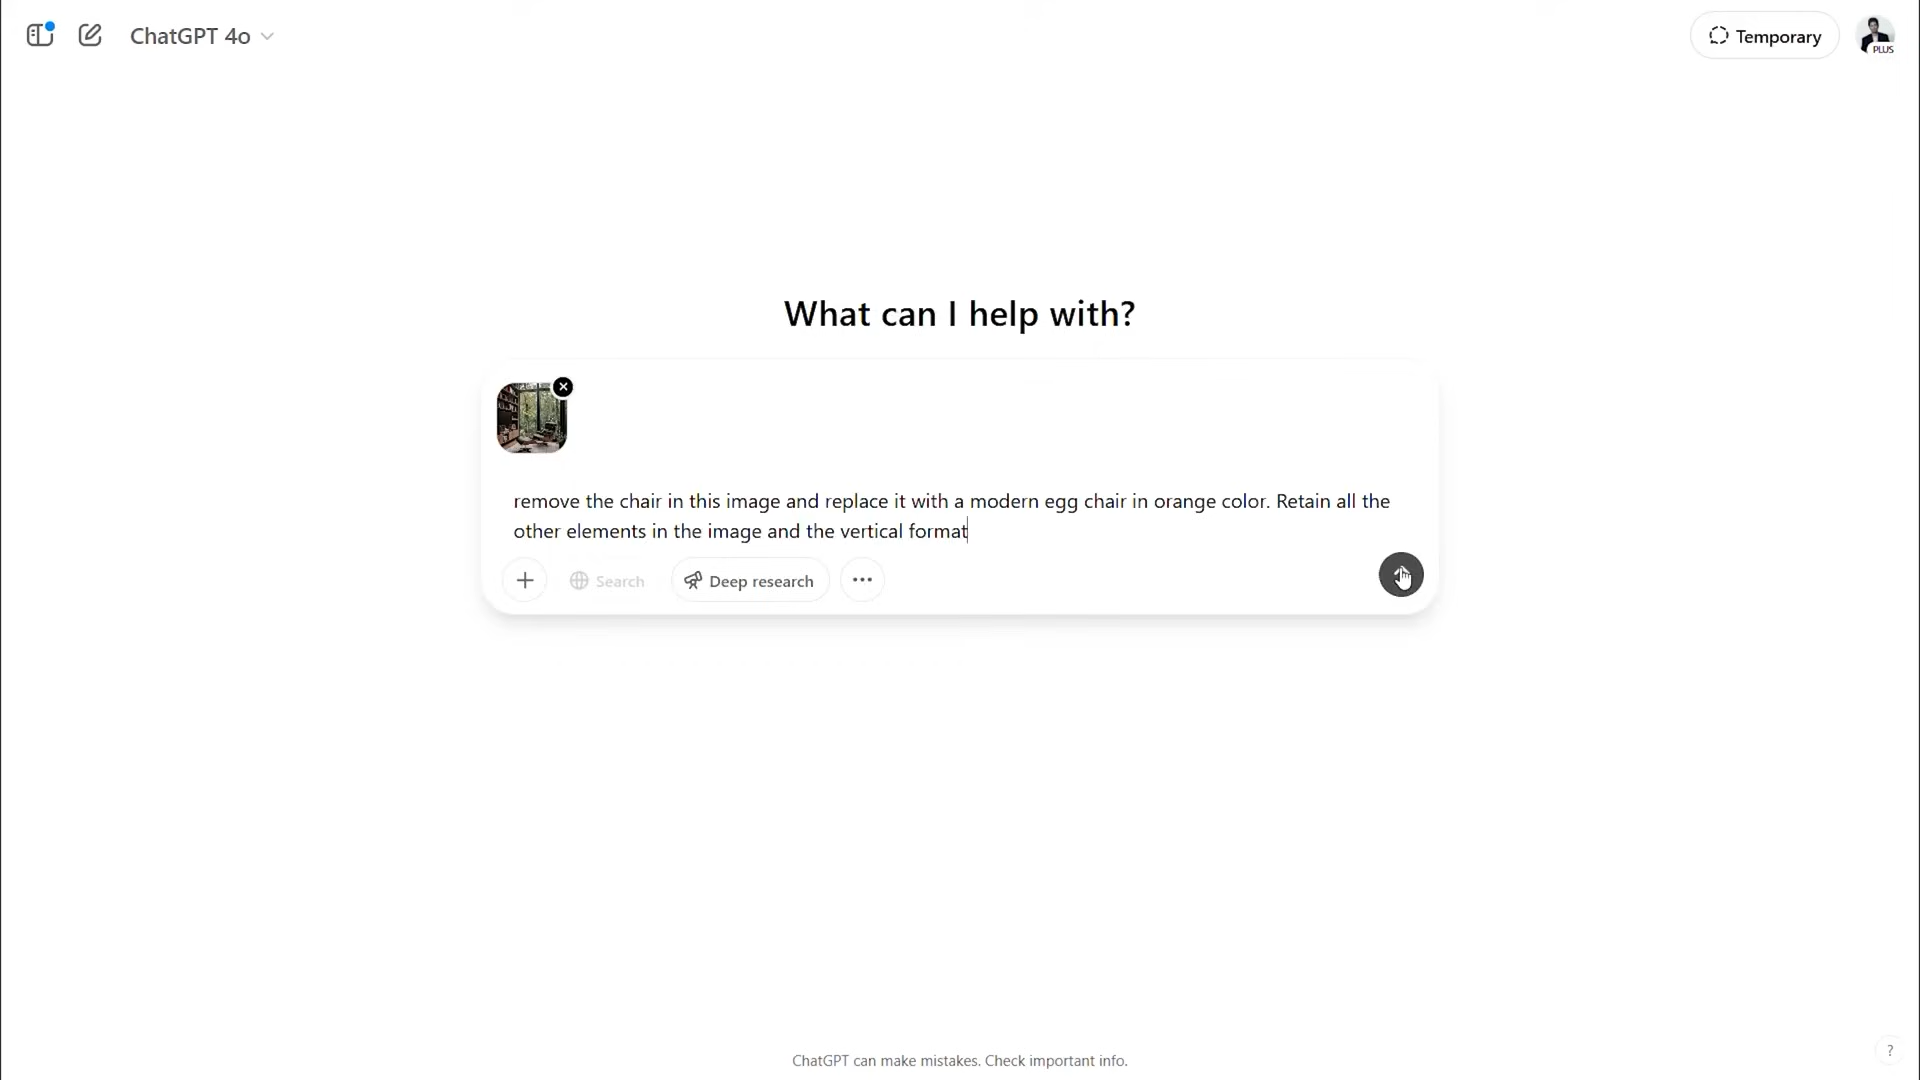 ChatGPT 4o
Temporary
PLUS
What can I help with?
remove the chair in this image and replace it with a modern egg chair in orange color. Retain all the
other elements in the image and the vertical format
Search
Deep research
ChatGPT can make mistakes. Check important info.
?